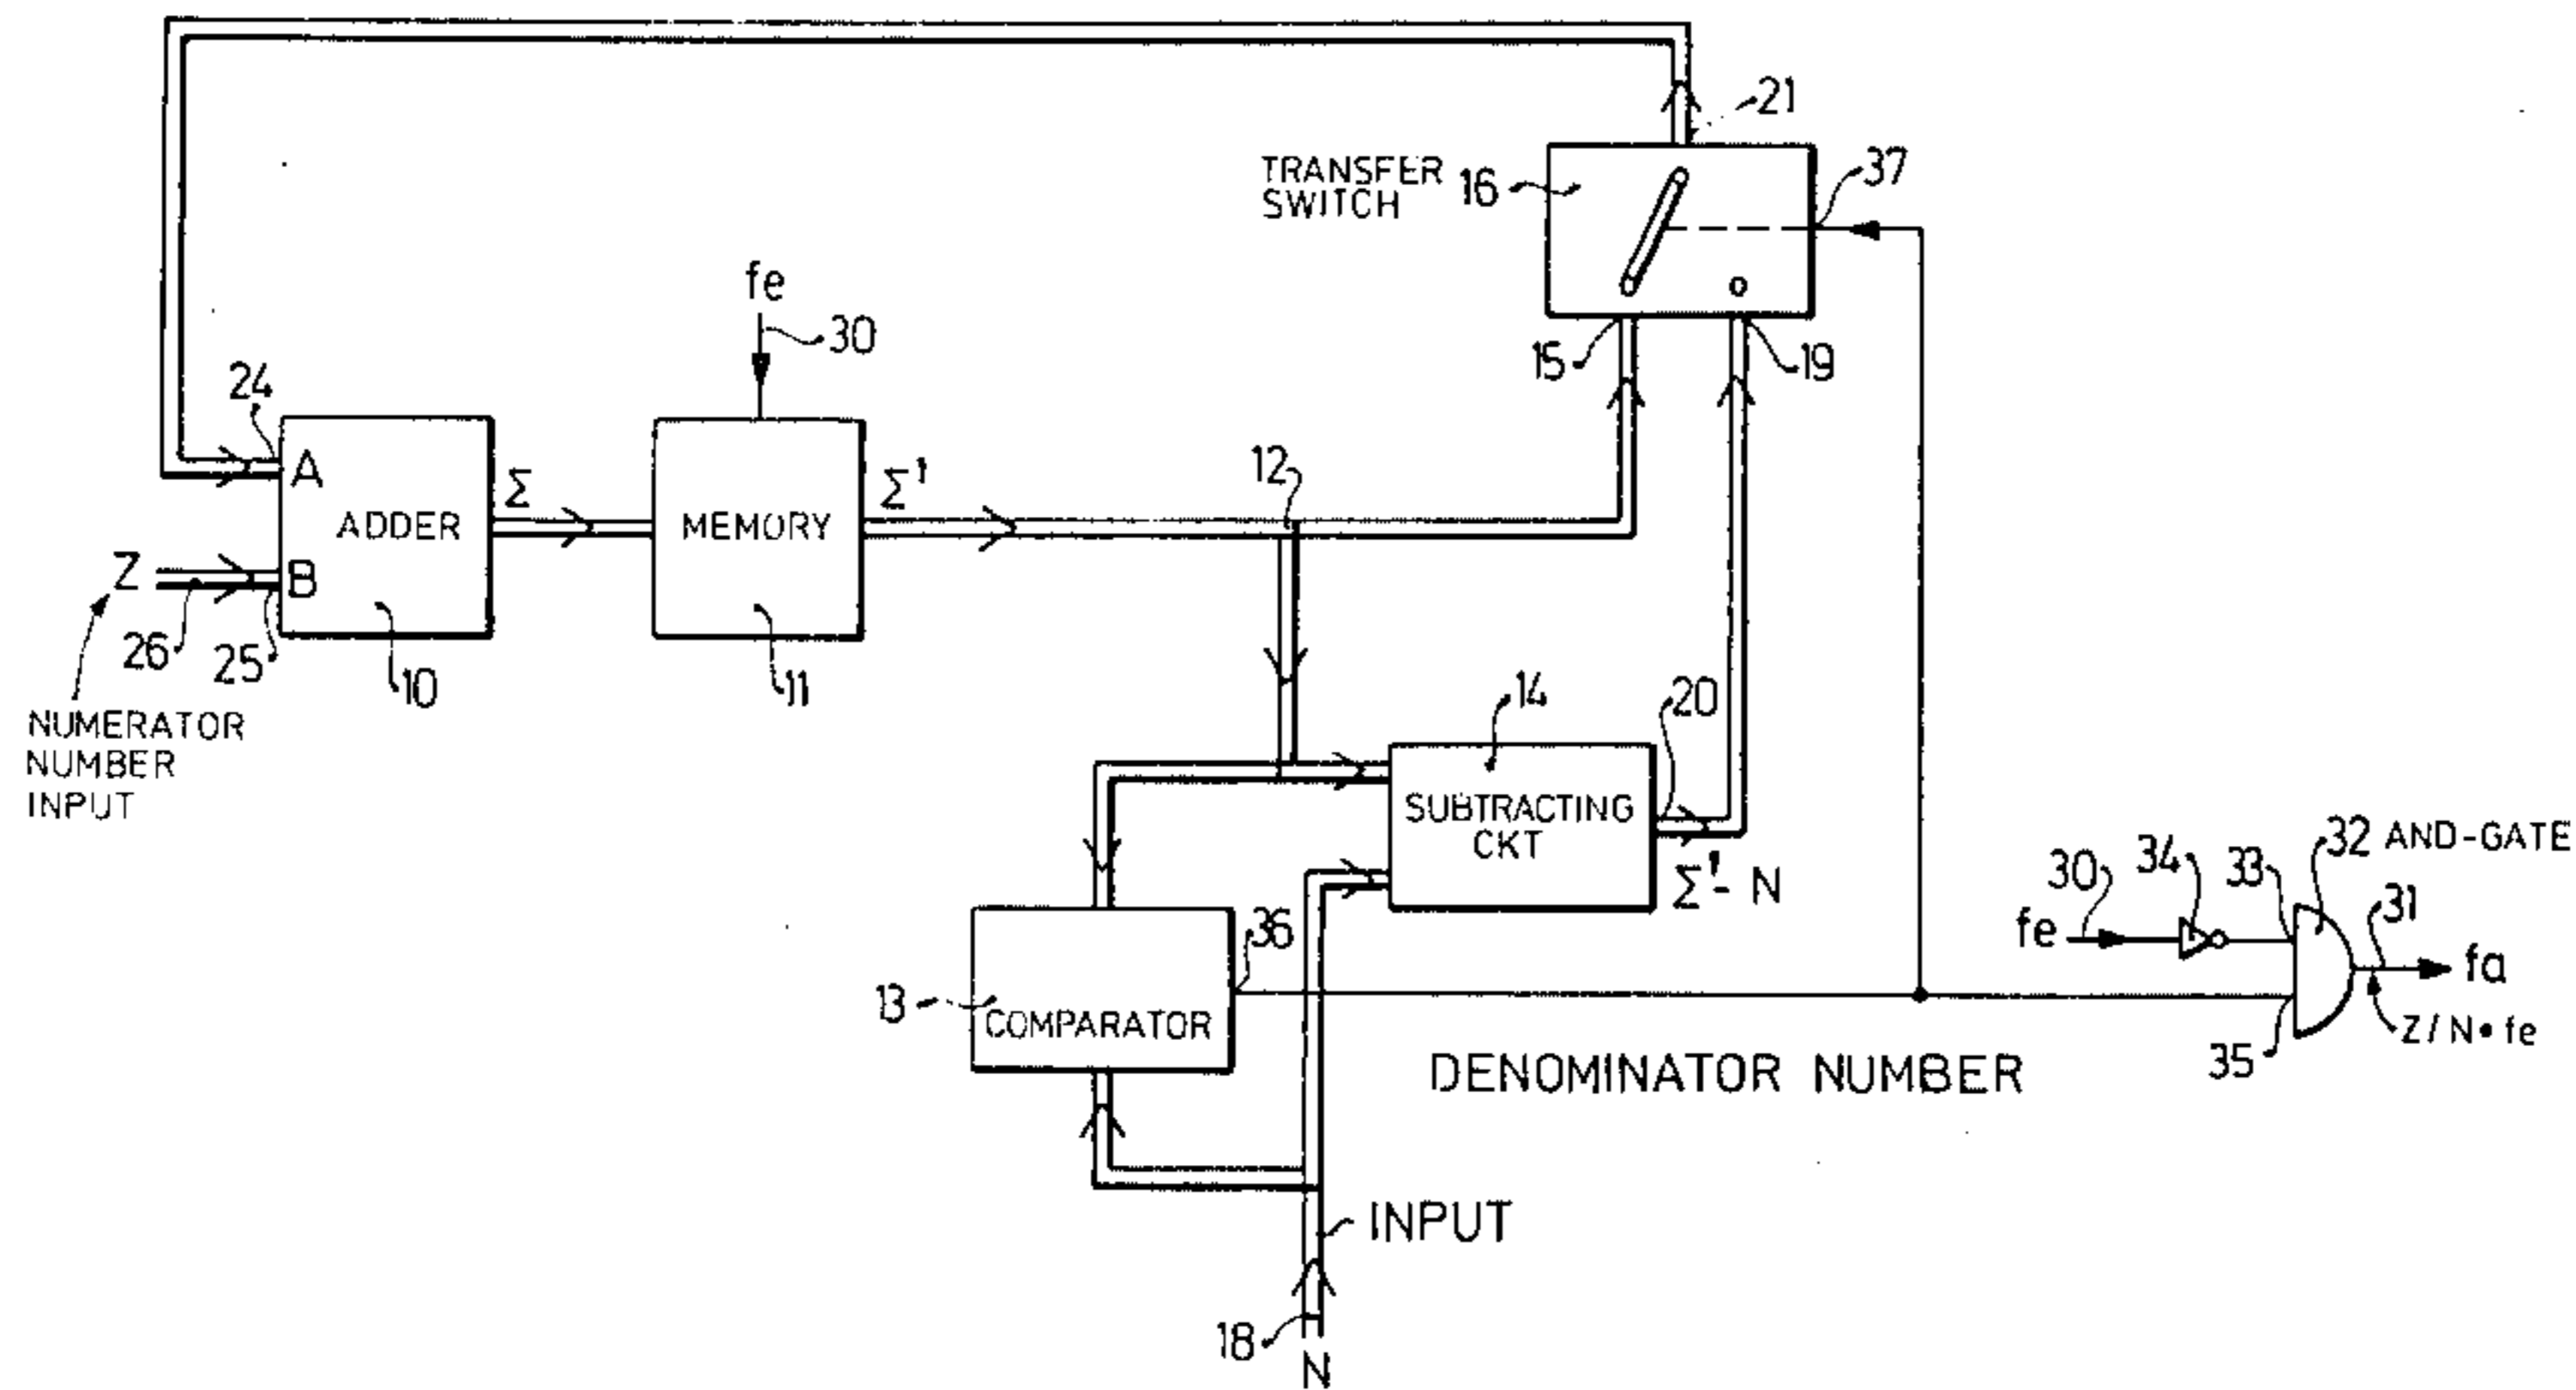 21
TRANSFER
SWITCH
16
37
fe
30
15
19
24
A
Σ
Σ'
12
ADDER
MEMORY
Z
B
26
25
10
11
NUMERATOR
NUMBER
INPUT
14
20
SUBTRACTING
CKT
Σ'- N
32 AND-GATE
34
33
30
31
fe
fa
36
13
COMPARATOR
35
Z/N•fe
DENOMINATOR NUMBER
INPUT
18
N